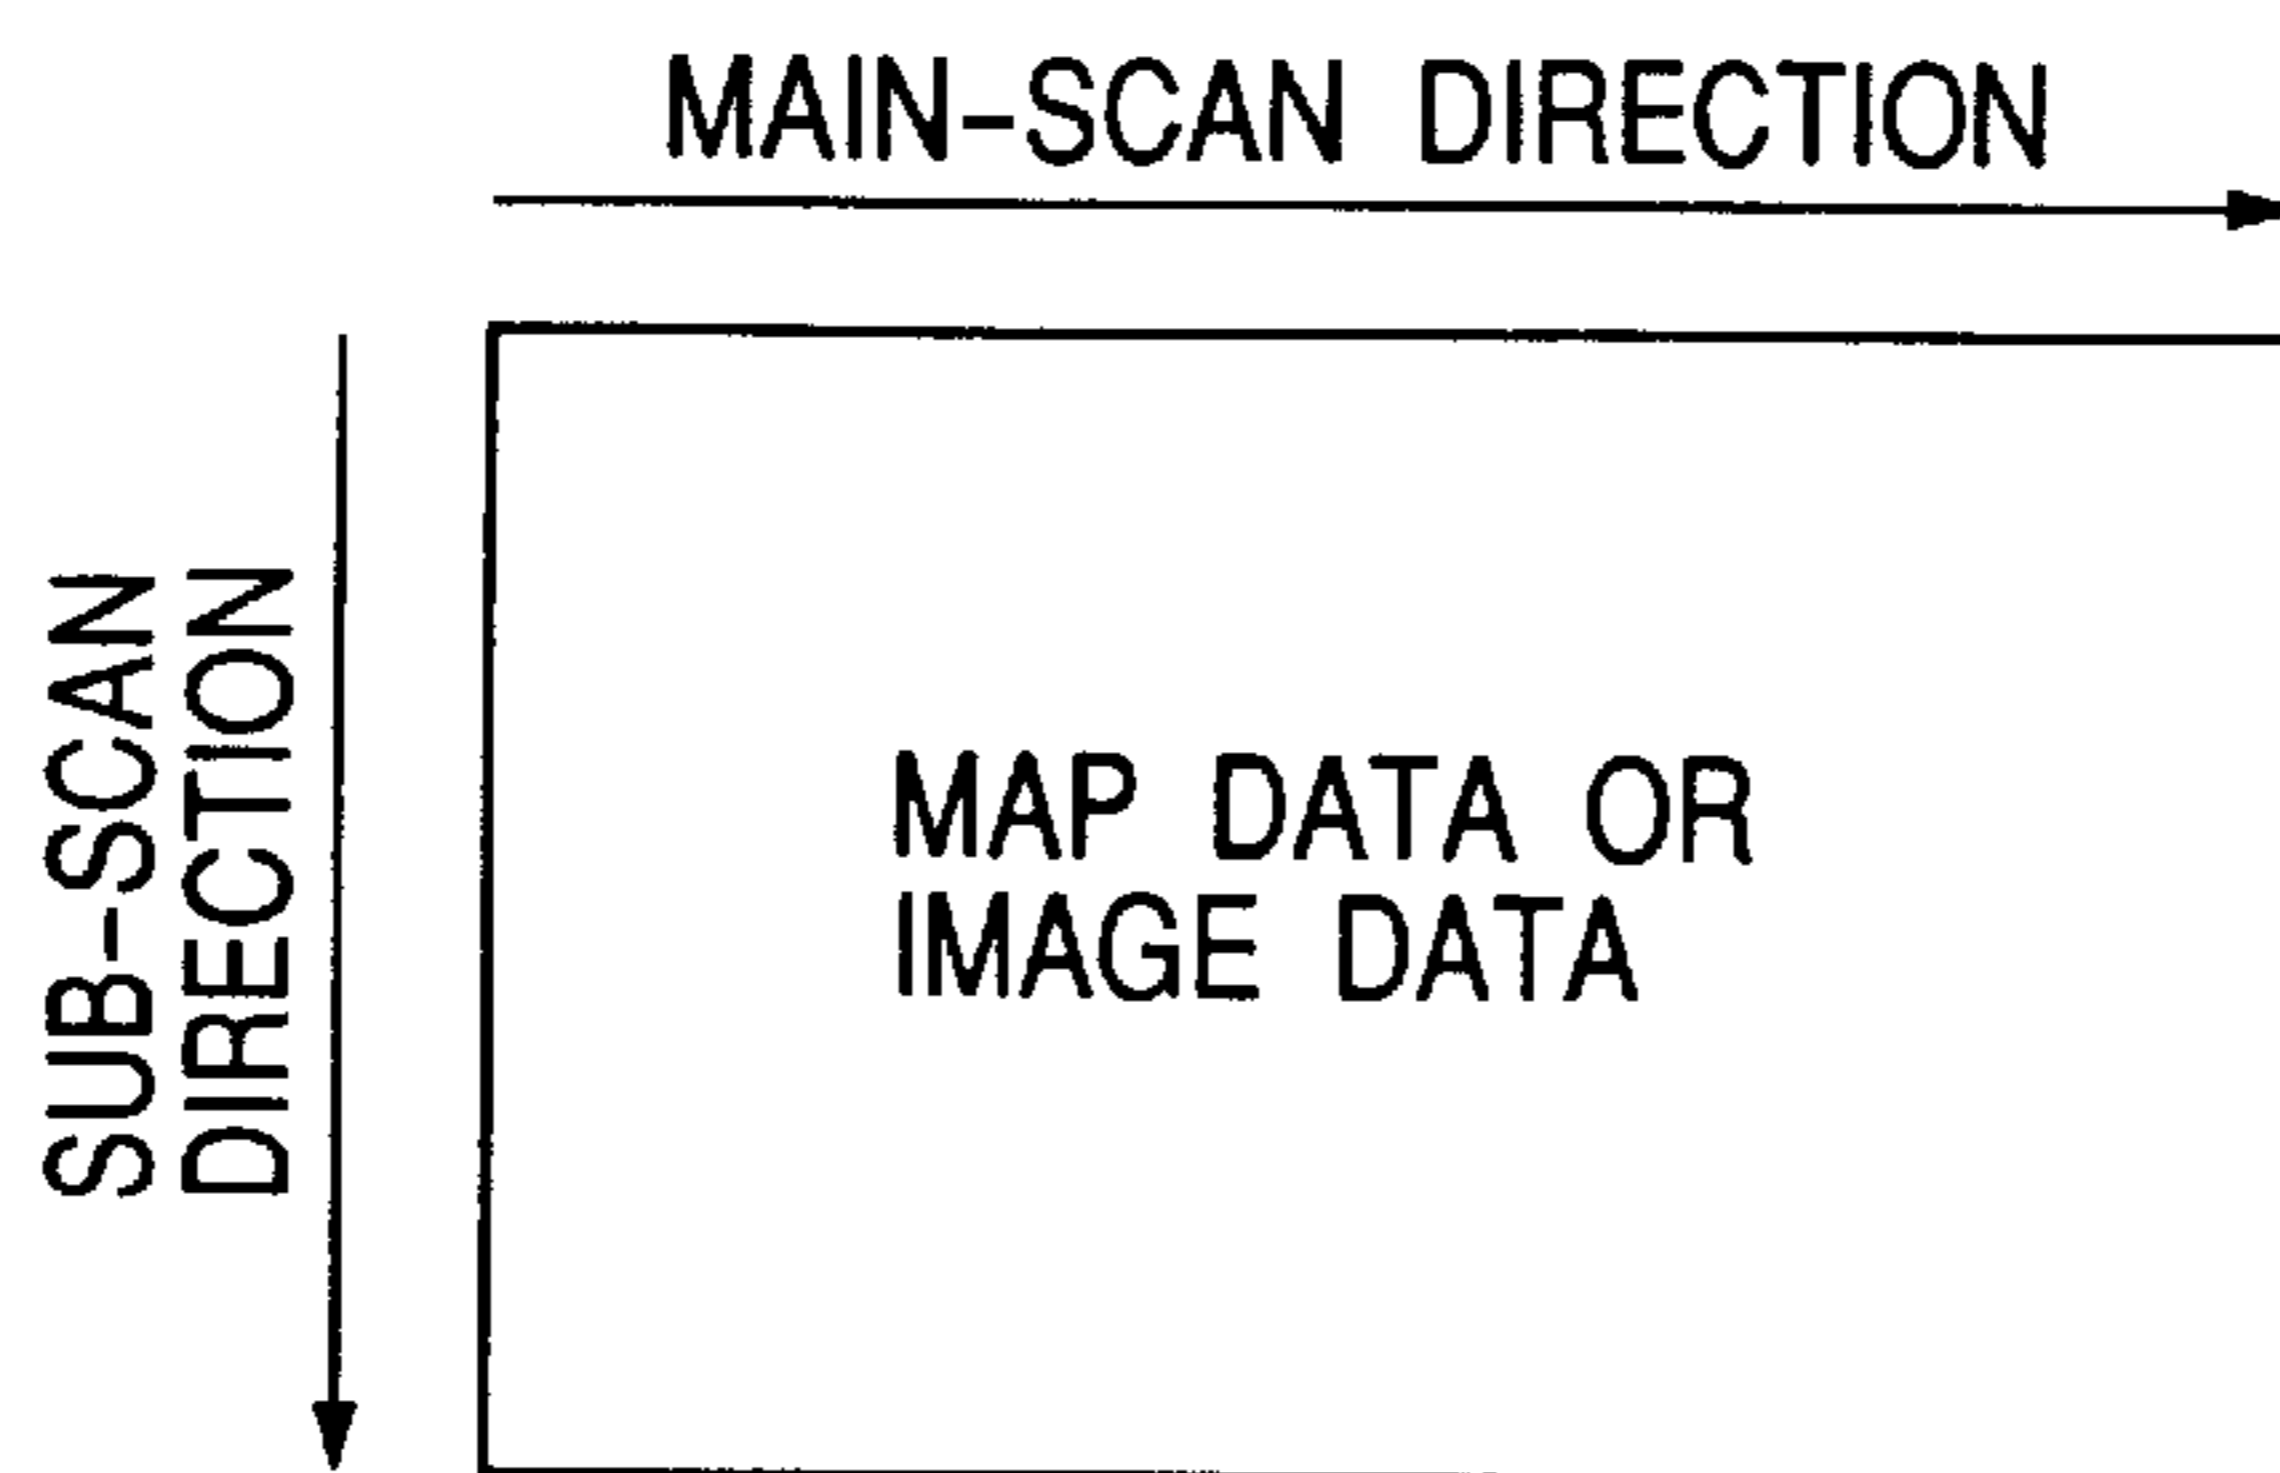 MAIN-SCAN DIRECTION
SUB-SCAN
DIRECTION
MAP DATA OR
IMAGE DATA